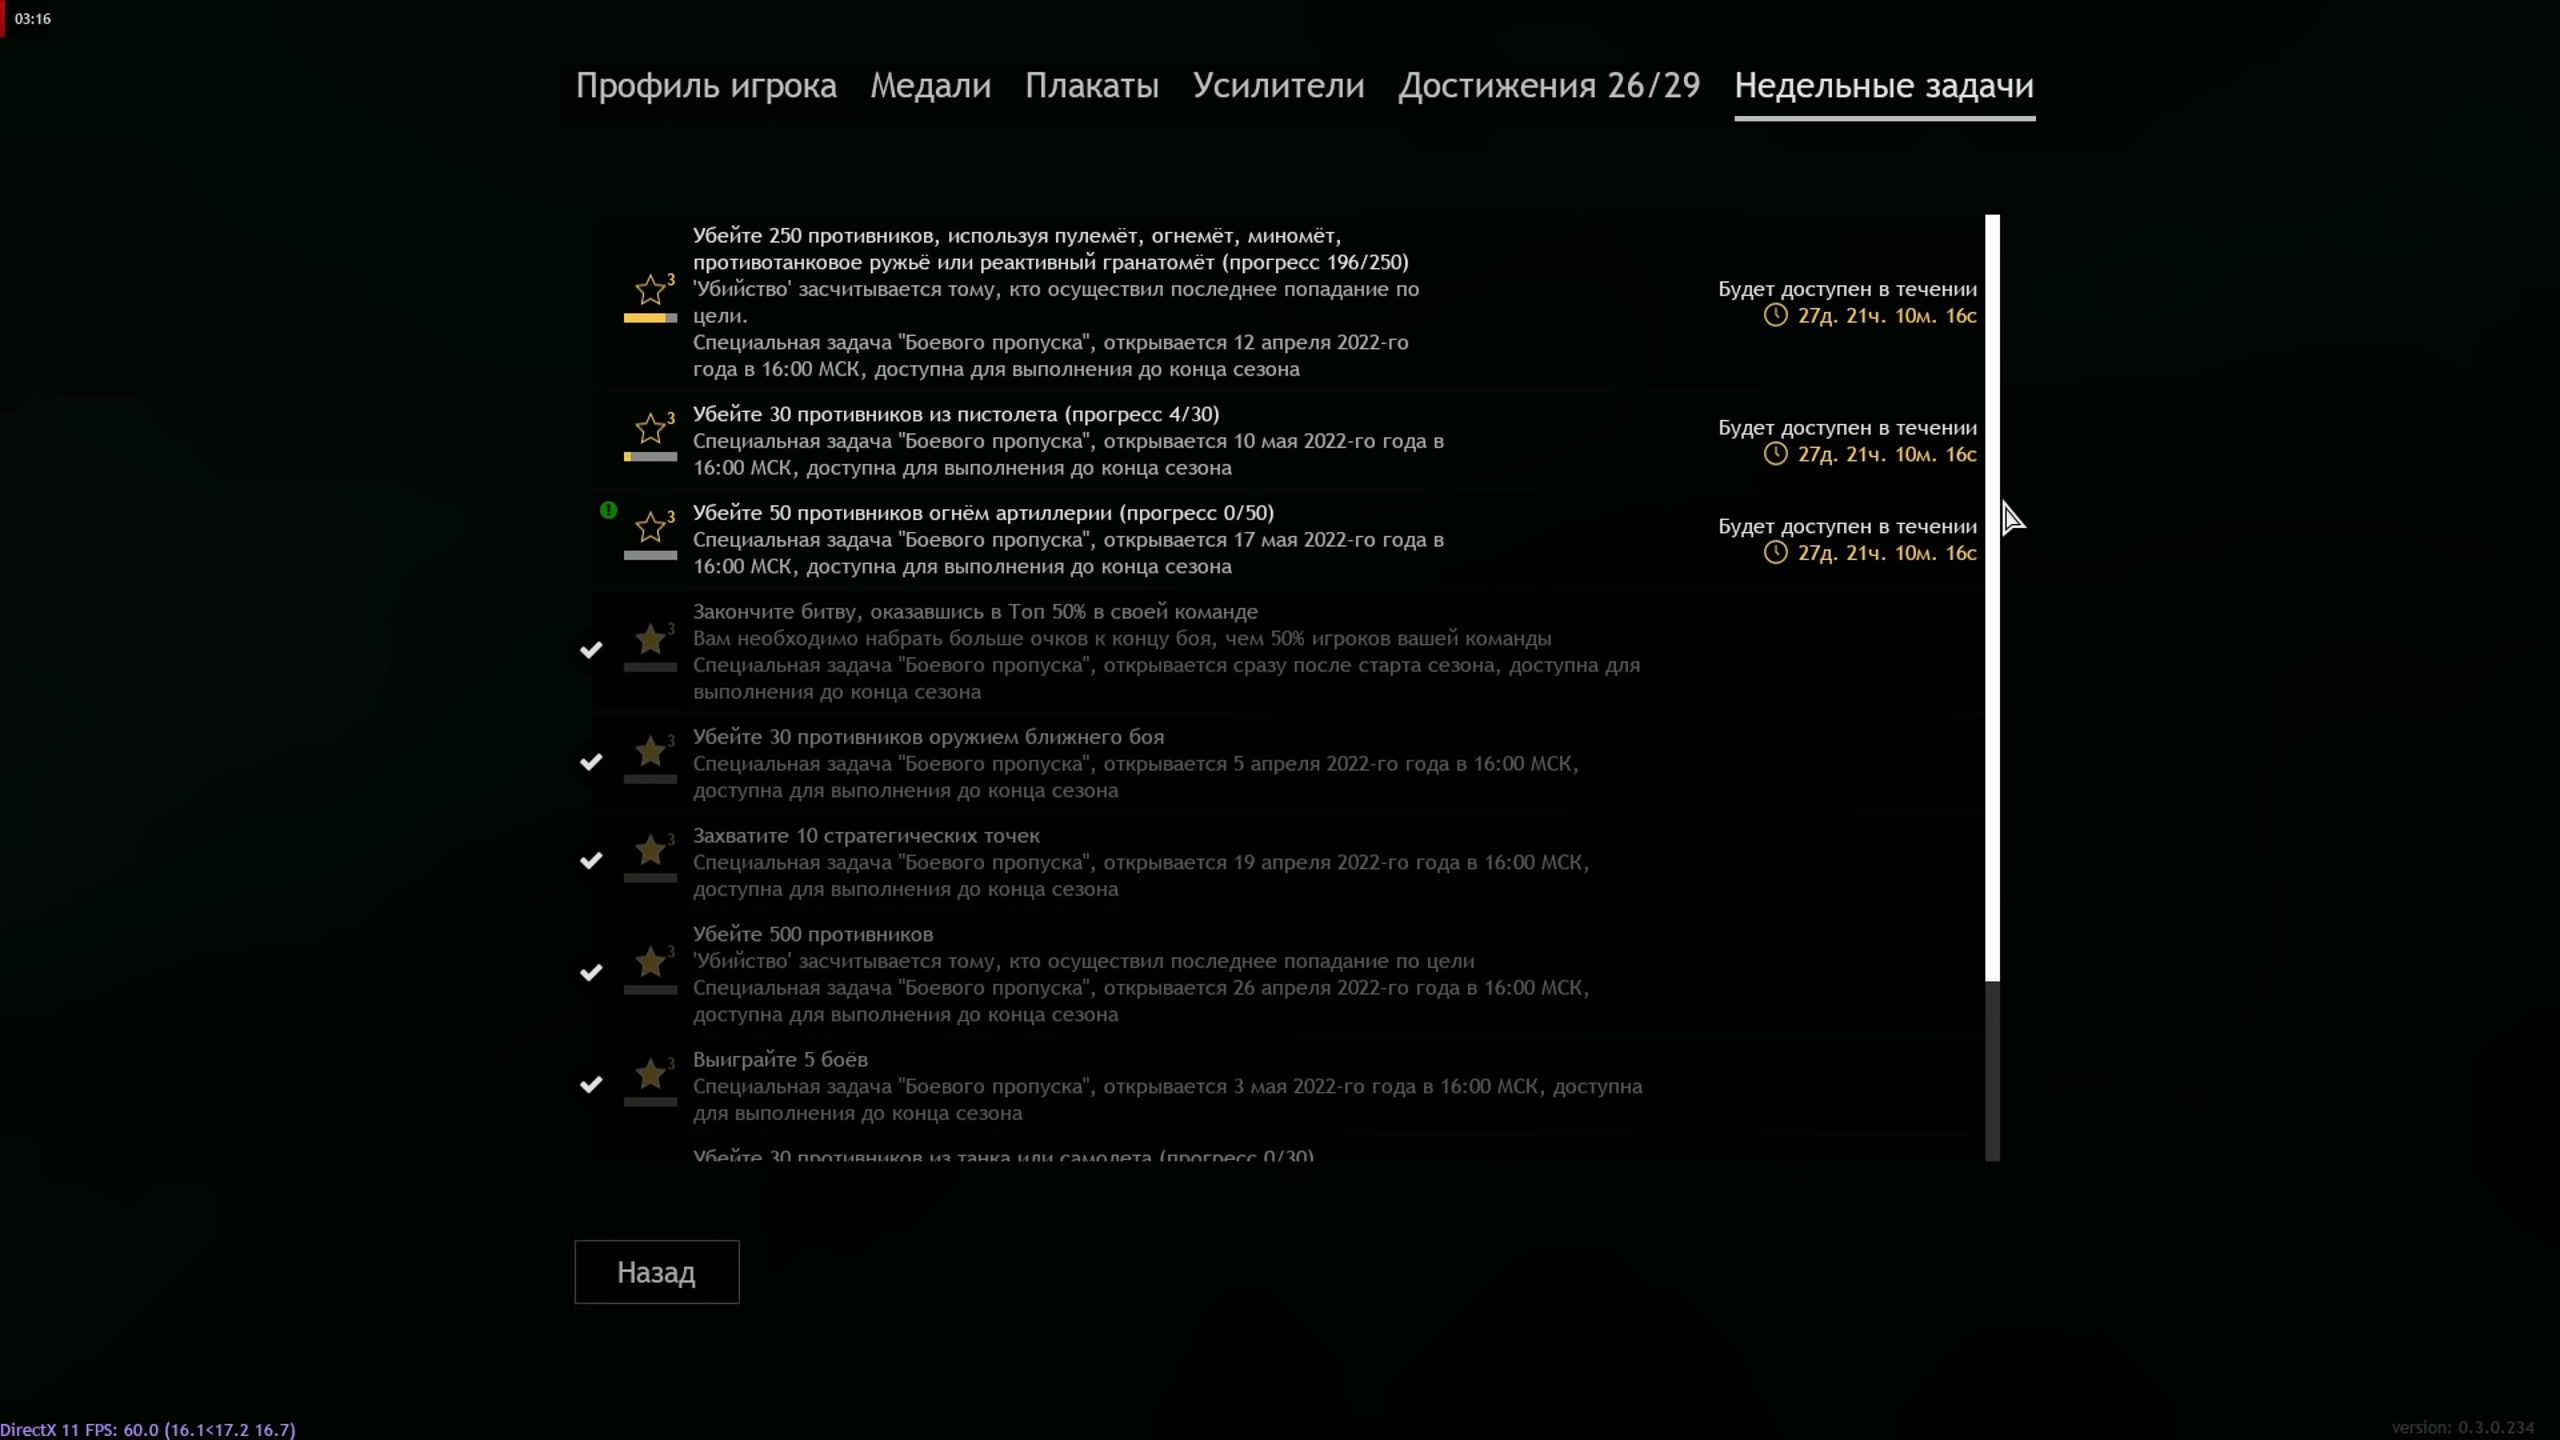 03:16
Профиль игрока Медали Плакаты Усилители Достижения 26/29 Недельные задачи
Убейте 250 противников, используя пулемёт, огнемёт, миномёт,
противотанковое ружьё или реактивный гранатомёт (прогресс 196/250)
'Убийство' засчитывается тому, кто осуществил последнее попадание по
цели.
Специальная задача "Боевого пропуска", открывается 12 апреля 2022-го
года в 16:00 МСК, доступна для выполнения до конца сезона
3
Будет доступен в течении
27д. 21ч. 10м. 16с
Убейте 30 противников из пистолета (прогресс 4/30)
Специальная задача "Боевого пропуска", открывается 10 мая 2022-го года в
16:00 МСК, доступна для выполнения до конца сезона
3
Будет доступен в течении
27д. 21ч. 10м. 16с
Убейте 50 противников огнём артиллерии (прогресс 0/50)
Специальная задача "Боевого пропуска", открывается 17 мая 2022-го года в
16:00 МСК, доступна для выполнения до конца сезона
3
Будет доступен в течении
27д. 21ч. 10м. 16с
Закончите битву, оказавшись в Топ 50% в своей команде
Вам необходимо набрать больше очков к концу боя, чем 50% игроков вашей команды
Специальная задача "Боевого пропуска", открывается сразу после старта сезона, доступна для
выполнения до конца сезона
3
Убейте 30 противников оружием ближнего боя
Специальная задача "Боевого пропуска", открывается 5 апреля 2022-го года в 16:00 МСК,
доступна для выполнения до конца сезона
3
Захватите 10 стратегических точек
Специальная задача "Боевого пропуска", открывается 19 апреля 2022-го года в 16:00 МСК,
доступна для выполнения до конца сезона
3
Убейте 500 противников
'Убийство' засчитывается тому, кто осуществил последнее попадание по цели
Специальная задача "Боевого пропуска", открывается 26 апреля 2022-го года в 16:00 МСК,
доступна для выполнения до конца сезона
3
Выиграйте 5 боёв
Специальная задача "Боевого пропуска", открывается 3 мая 2022-го года в 16:00 МСК, доступна
для выполнения до конца сезона
3
Убейте 30 противников из танка или самолета (прогресс 0/30)
Назад
DirectX 11 FPS: 60.0 (16.1<17.2 16.7)
version: 0.3.0.234